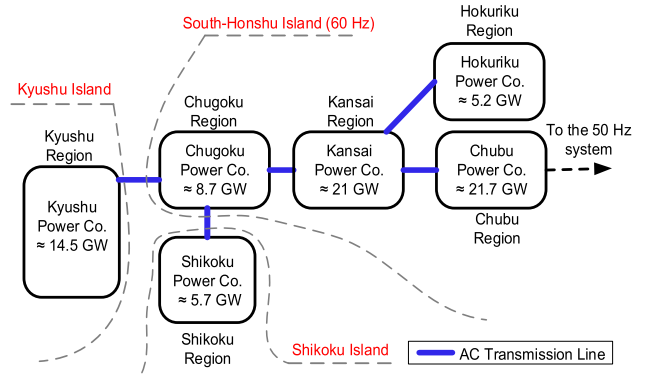 South-Honshu Island (60 Hz)
Hokuriku
Region
Hokuriku
Power Co.
≈ 5.2 GW
Kyushu Island
Chugoku
Region
Kansai
Region
To the 50 Hz
system
Kyushu
Region
Chugoku
Power Co.
≈ 8.7 GW
Kansai
Power Co.
≈ 21 GW
Chubu
Power Co.
≈ 21.7 GW
Chubu
Region
Kyushu
Power Co.
≈ 14.5 GW
Shikoku
Power Co.
≈ 5.7 GW
Shikoku
Region
Shikoku Island
AC Transmission Line